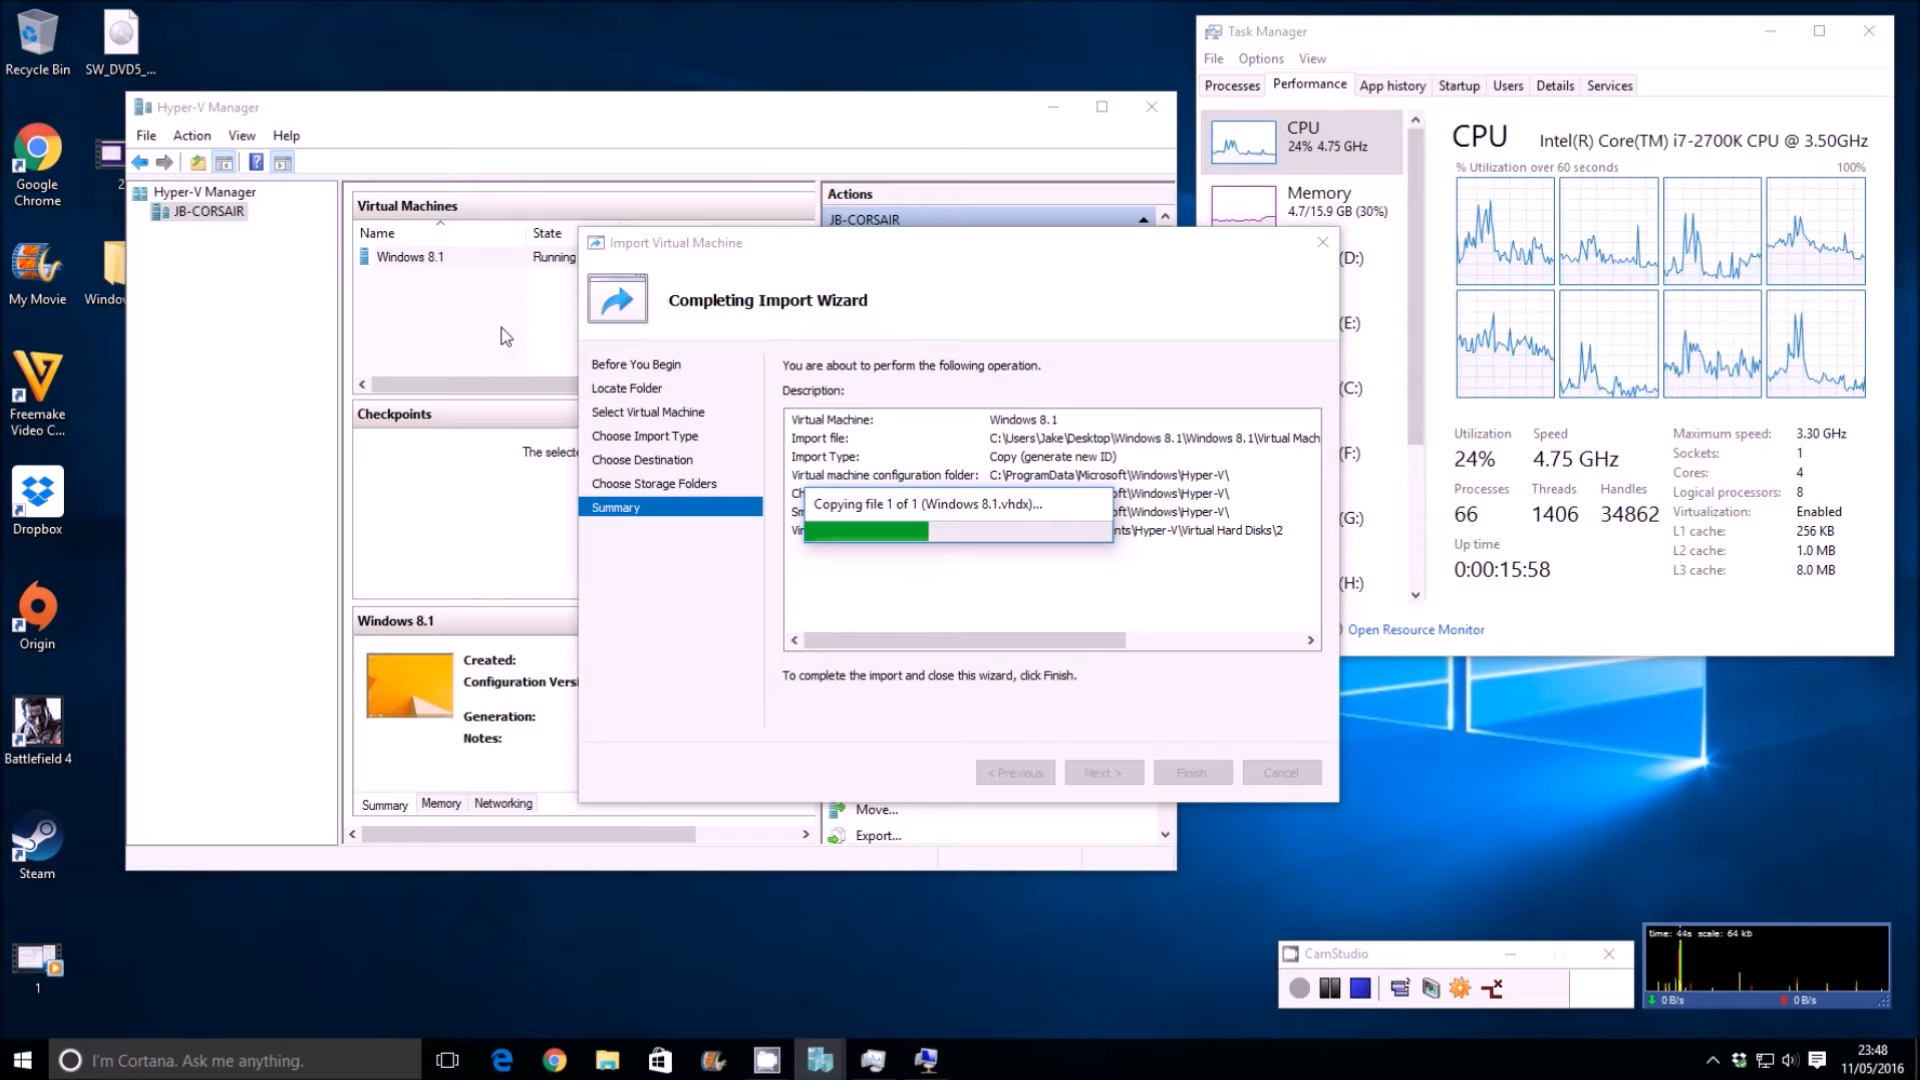 Recycle Bin
SW_DVD5_...
Google
Chrome
2
My Movie
Window
Freemake
Video C...
Dropbox
Origin
Battlefield 4
Steam
1
Hyper-V Manager
File Action View Help
Hyper-V Manager
JB-CORSAIR
Virtual Machines
Name State
Windows 8.1 Running
Checkpoints
The selecte
Windows 8.1
Created:
Configuration Versi
Generation:
Notes:
Summary Memory Networking
Actions
JB-CORSAIR
Move...
Export...
Import Virtual Machine
Completing Import Wizard
Before You Begin
Locate Folder
Select Virtual Machine
Choose Import Type
Choose Destination
Choose Storage Folders
Summary
You are about to perform the following operation.
Description:
Virtual Machine: Windows 8.1
Import file: C:\Users\Jake\Desktop\Windows 8.1\Windows 8.1\Virtual Mach
Import Type: Copy (generate new ID)
Virtual machine configuration folder: C:\ProgramData\Microsoft\Windows\Hyper-V\
Ch oft\Windows\Hyper-V\
Sm oft\Windows\Hyper-V\
Vir nts\Hyper-V\Virtual Hard Disks\2
Copying file 1 of 1 (Windows 8.1.vhdx)...
To complete the import and close this wizard, click Finish.
< Previous Next > Finish Cancel
Task Manager
File Options View
Processes Performance App history Startup Users Details Services
CPU
24% 4.75 GHz
Memory
4.7/15.9 GB (30%)
(D:)
(E:)
(C:)
(F:)
(G:)
(H:)
CPU Intel(R) Core(TM) i7-2700K CPU @ 3.50GHz
% Utilization over 60 seconds 100%
Utilization Speed
24% 4.75 GHz
Processes Threads Handles
66 1406 34862
Up time
0:00:15:58
Maximum speed: 3.30 GHz
Sockets: 1
Cores: 4
Logical processors: 8
Virtualization: Enabled
L1 cache: 256 KB
L2 cache: 1.0 MB
L3 cache: 8.0 MB
Open Resource Monitor
CamStudio
time: 44s scale: 64 kb
0 B/s 0 B/s
I'm Cortana. Ask me anything.
23:48
11/05/2016